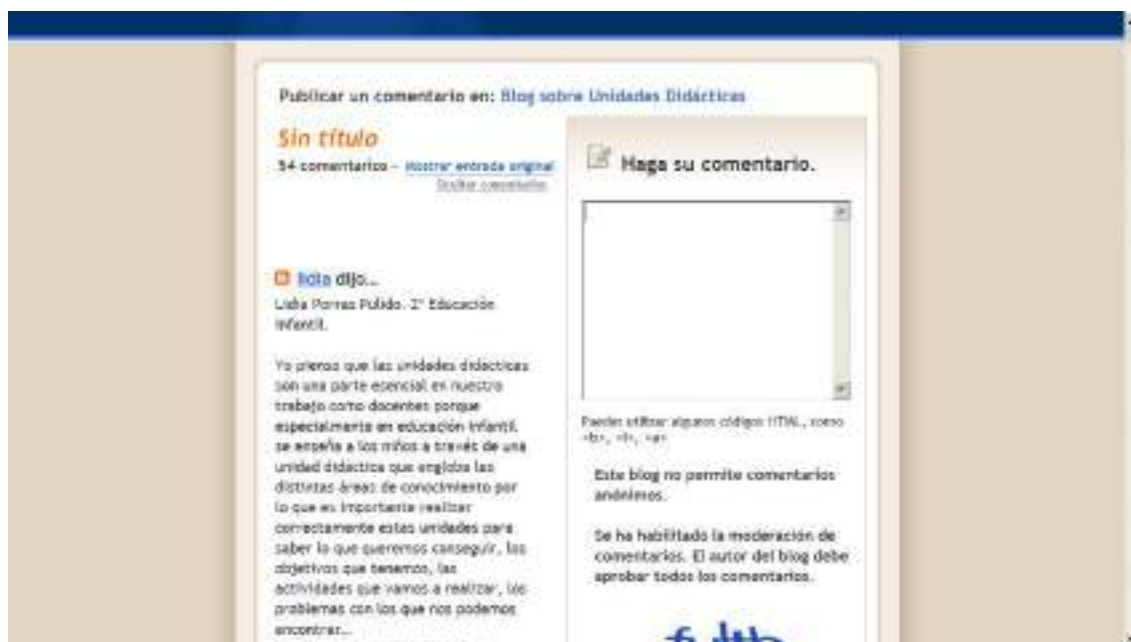 Publicar un comentario en: Blog sobre Unidades Didácticas
Sin título
54 comentarios - Mostrar entrada original
Ocultar comentarios
lidia dijo...
Lidia Porras Pulido. 2º Educación
Infantil.
Yo pienso que las unidades didácticas
son una parte esencial en nuestro
trabajo como docentes porque
especialmente en educación infantil
se enseña a los niños a través de una
unidad didáctica que engloba las
distintas áreas de conocimiento por
lo que es importante realizar
correctamente estas unidades para
saber lo que queremos conseguir, los
objetivos que tenemos, las
actividades que vamos a realizar, los
problemas con los que nos podemos
encontrar...
Haga su comentario.
Puedes utilizar algunos códigos HTML, como
<b>, <i>, <a>
Este blog no permite comentarios
anónimos.
Se ha habilitado la moderación de
comentarios. El autor del blog debe
aprobar todos los comentarios.